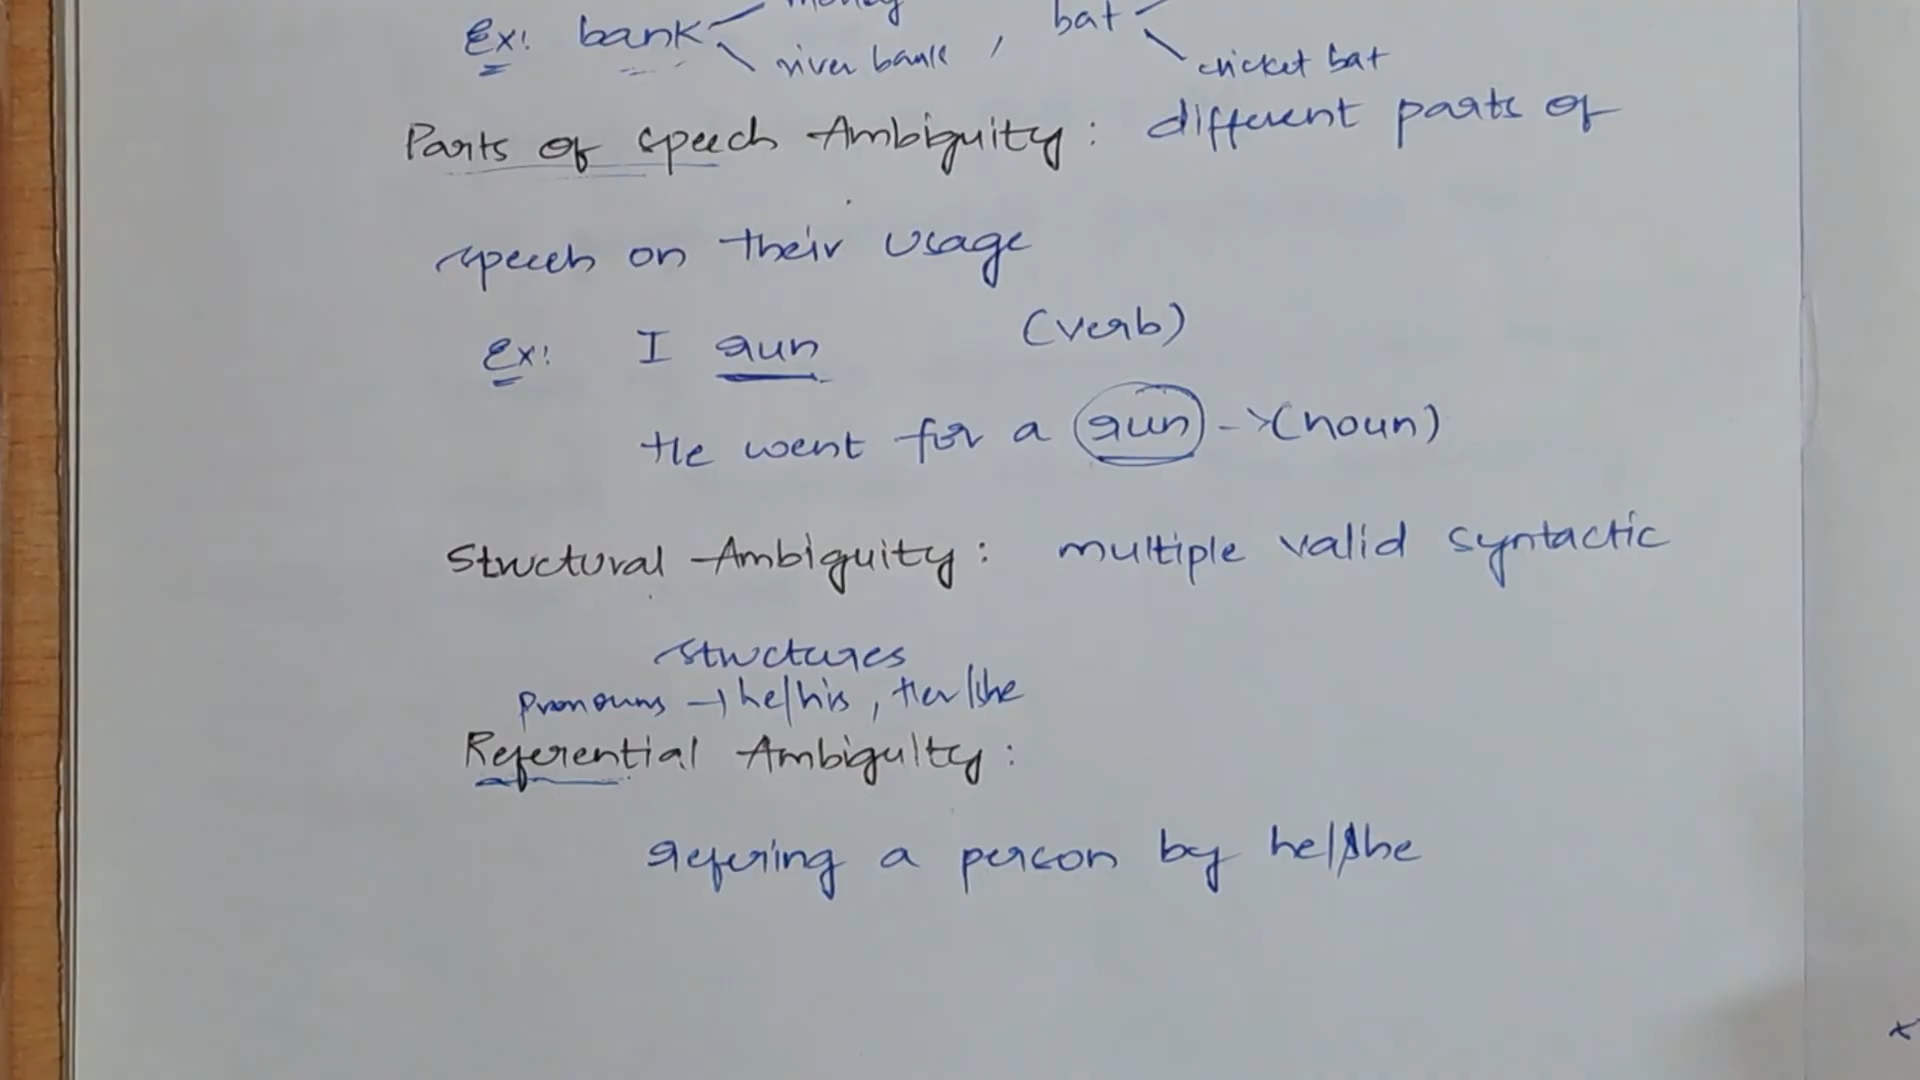 Ex: bank money bat
river bank , cricket bat
Parts of speech Ambiguity : different parts of
speech on their usage
Ex: I run (verb)
He went for a run -> (noun)
Structural Ambiguity : multiple valid syntactic
structures
pronouns → he/his , her/she
Referential Ambiguity :
refering a person by he/she